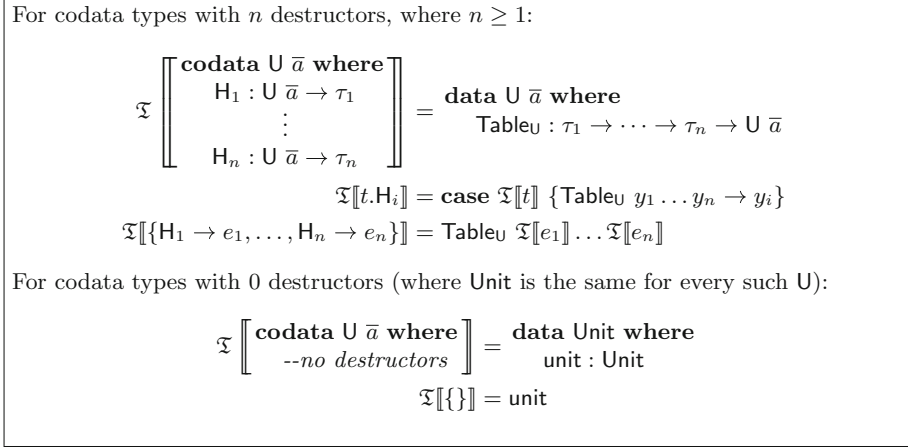 For codata types with n destructors, where n ≥ 1:
codata U a̅ where
H₁ : U a̅ → τ₁
⋮
Hₙ : U a̅ → τₙ
𝔗⟦ ⟧ = data U a̅ where
Table_U : τ₁ → ⋯ → τₙ → U a̅
𝔗⟦t.Hᵢ⟧ = case 𝔗⟦t⟧ {Table_U y₁ … yₙ → yᵢ}
𝔗⟦{H₁ → e₁, …, Hₙ → eₙ}⟧ = Table_U 𝔗⟦e₁⟧ … 𝔗⟦eₙ⟧
For codata types with 0 destructors (where Unit is the same for every such U):
𝔗⟦codata U a̅ where = data Unit where
--no destructors⟧ unit : Unit
𝔗⟦{}⟧ = unit